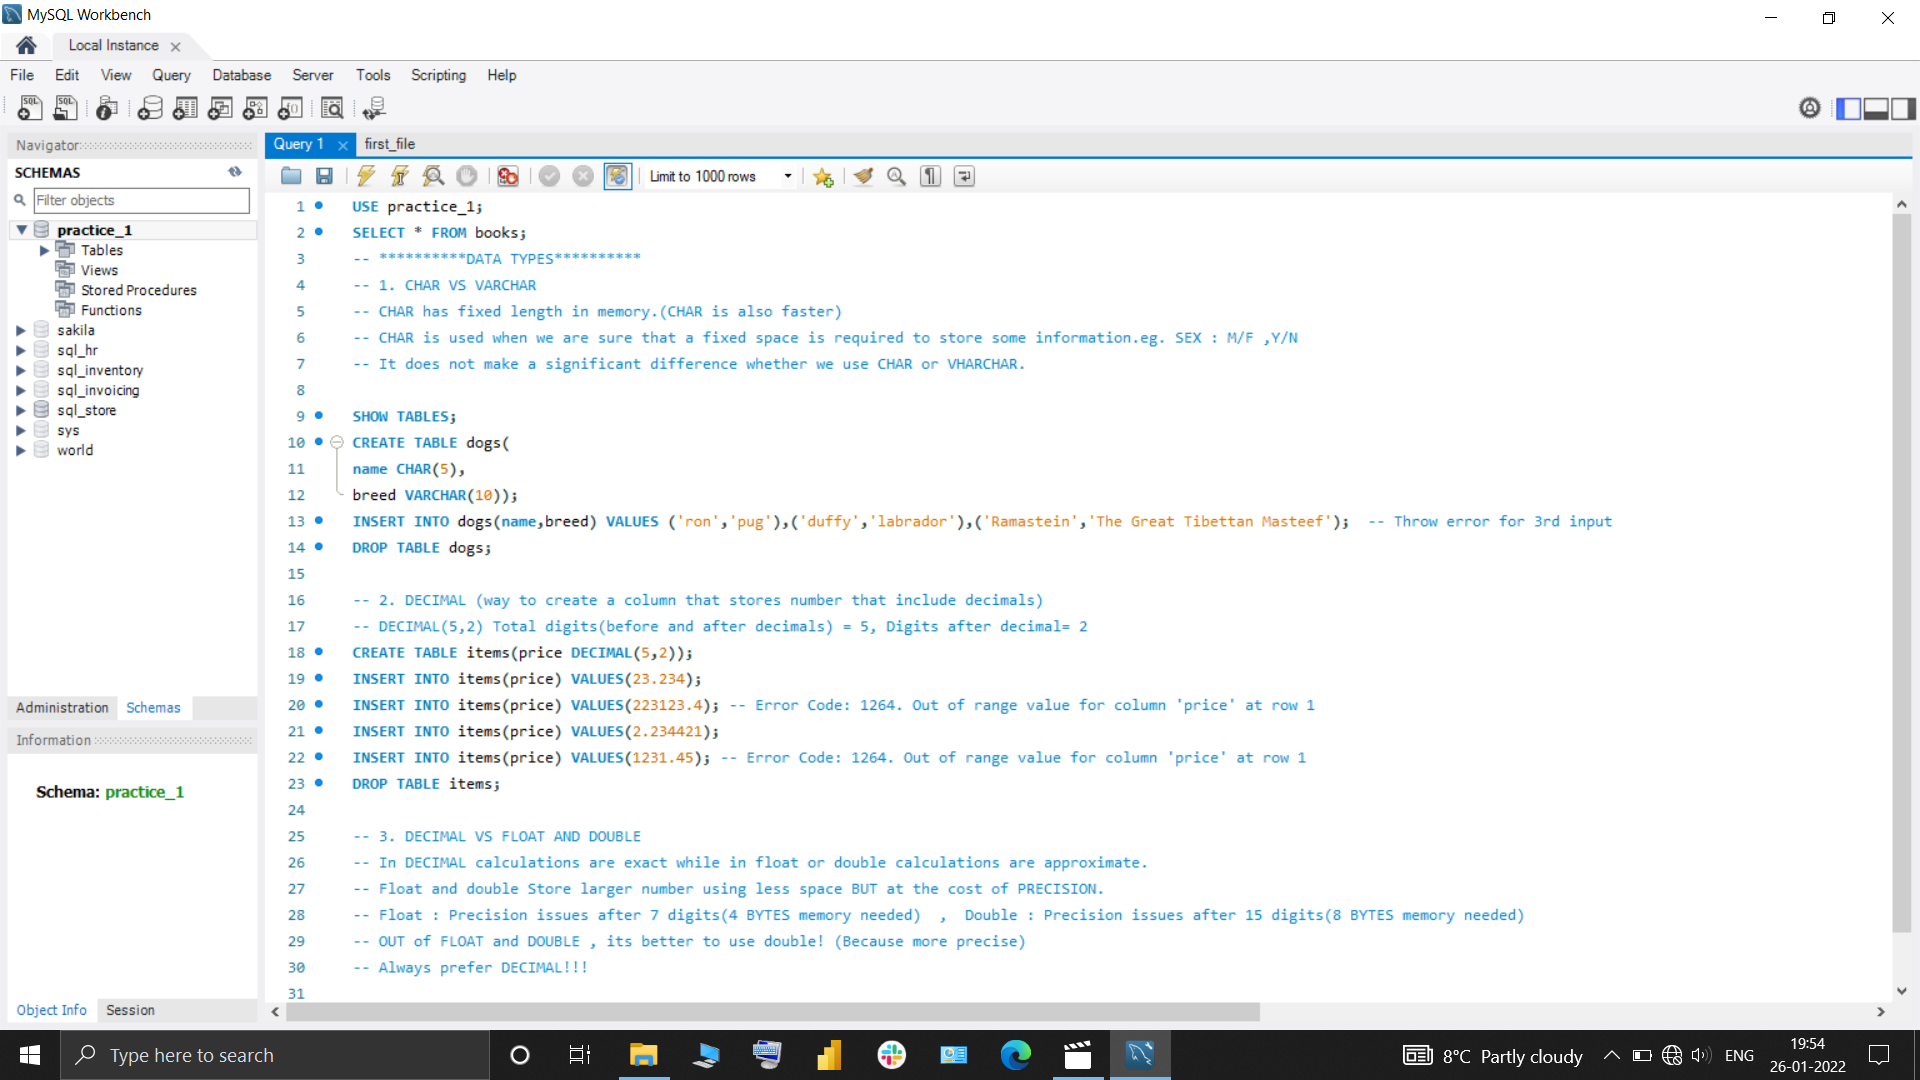 MySQL Workbench
Local Instance
File Edit View Query Database Server Tools Scripting Help
Navigator
SCHEMAS
Filter objects
practice_1
Tables
Views
Stored Procedures
Functions
sakila
sql_hr
sql_inventory
sql_invoicing
sql_store
sys
world
Administration Schemas
Information
Schema: practice_1
Object Info Session
Query 1 first_file
Limit to 1000 rows
1 USE practice_1;
2 SELECT * FROM books;
3 -- **********DATA TYPES**********
4 -- 1. CHAR VS VARCHAR
5 -- CHAR has fixed length in memory.(CHAR is also faster)
6 -- CHAR is used when we are sure that a fixed space is required to store some information.eg. SEX : M/F ,Y/N
7 -- It does not make a significant difference whether we use CHAR or VHARCHAR.
8
9 SHOW TABLES;
10 CREATE TABLE dogs(
11 name CHAR(5),
12 breed VARCHAR(10));
13 INSERT INTO dogs(name,breed) VALUES ('ron','pug'),('duffy','labrador'),('Ramastein','The Great Tibettan Masteef'); -- Throw error for 3rd input
14 DROP TABLE dogs;
15
16 -- 2. DECIMAL (way to create a column that stores number that include decimals)
17 -- DECIMAL(5,2) Total digits(before and after decimals) = 5, Digits after decimal= 2
18 CREATE TABLE items(price DECIMAL(5,2));
19 INSERT INTO items(price) VALUES(23.234);
20 INSERT INTO items(price) VALUES(223123.4); -- Error Code: 1264. Out of range value for column 'price' at row 1
21 INSERT INTO items(price) VALUES(2.234421);
22 INSERT INTO items(price) VALUES(1231.45); -- Error Code: 1264. Out of range value for column 'price' at row 1
23 DROP TABLE items;
24
25 -- 3. DECIMAL VS FLOAT AND DOUBLE
26 -- In DECIMAL calculations are exact while in float or double calculations are approximate.
27 -- Float and double Store larger number using less space BUT at the cost of PRECISION.
28 -- Float : Precision issues after 7 digits(4 BYTES memory needed) , Double : Precision issues after 15 digits(8 BYTES memory needed)
29 -- OUT of FLOAT and DOUBLE , its better to use double! (Because more precise)
30 -- Always prefer DECIMAL!!!
31
Type here to search
8°C Partly cloudy
ENG
19:54
26-01-2022